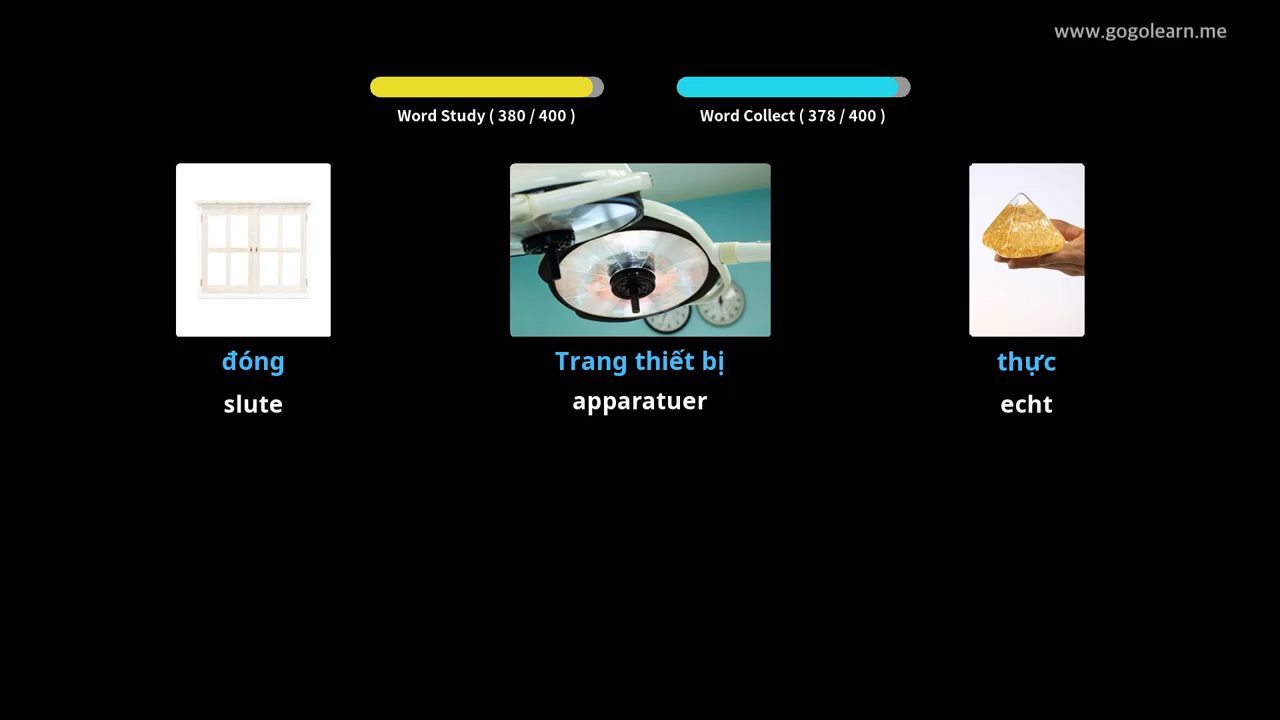 www.gogolearn.me
Word Study ( 380 / 400 )
Word Collect ( 378 / 400 )
đóng
slute
Trang thiết bị
apparatuer
thực
echt